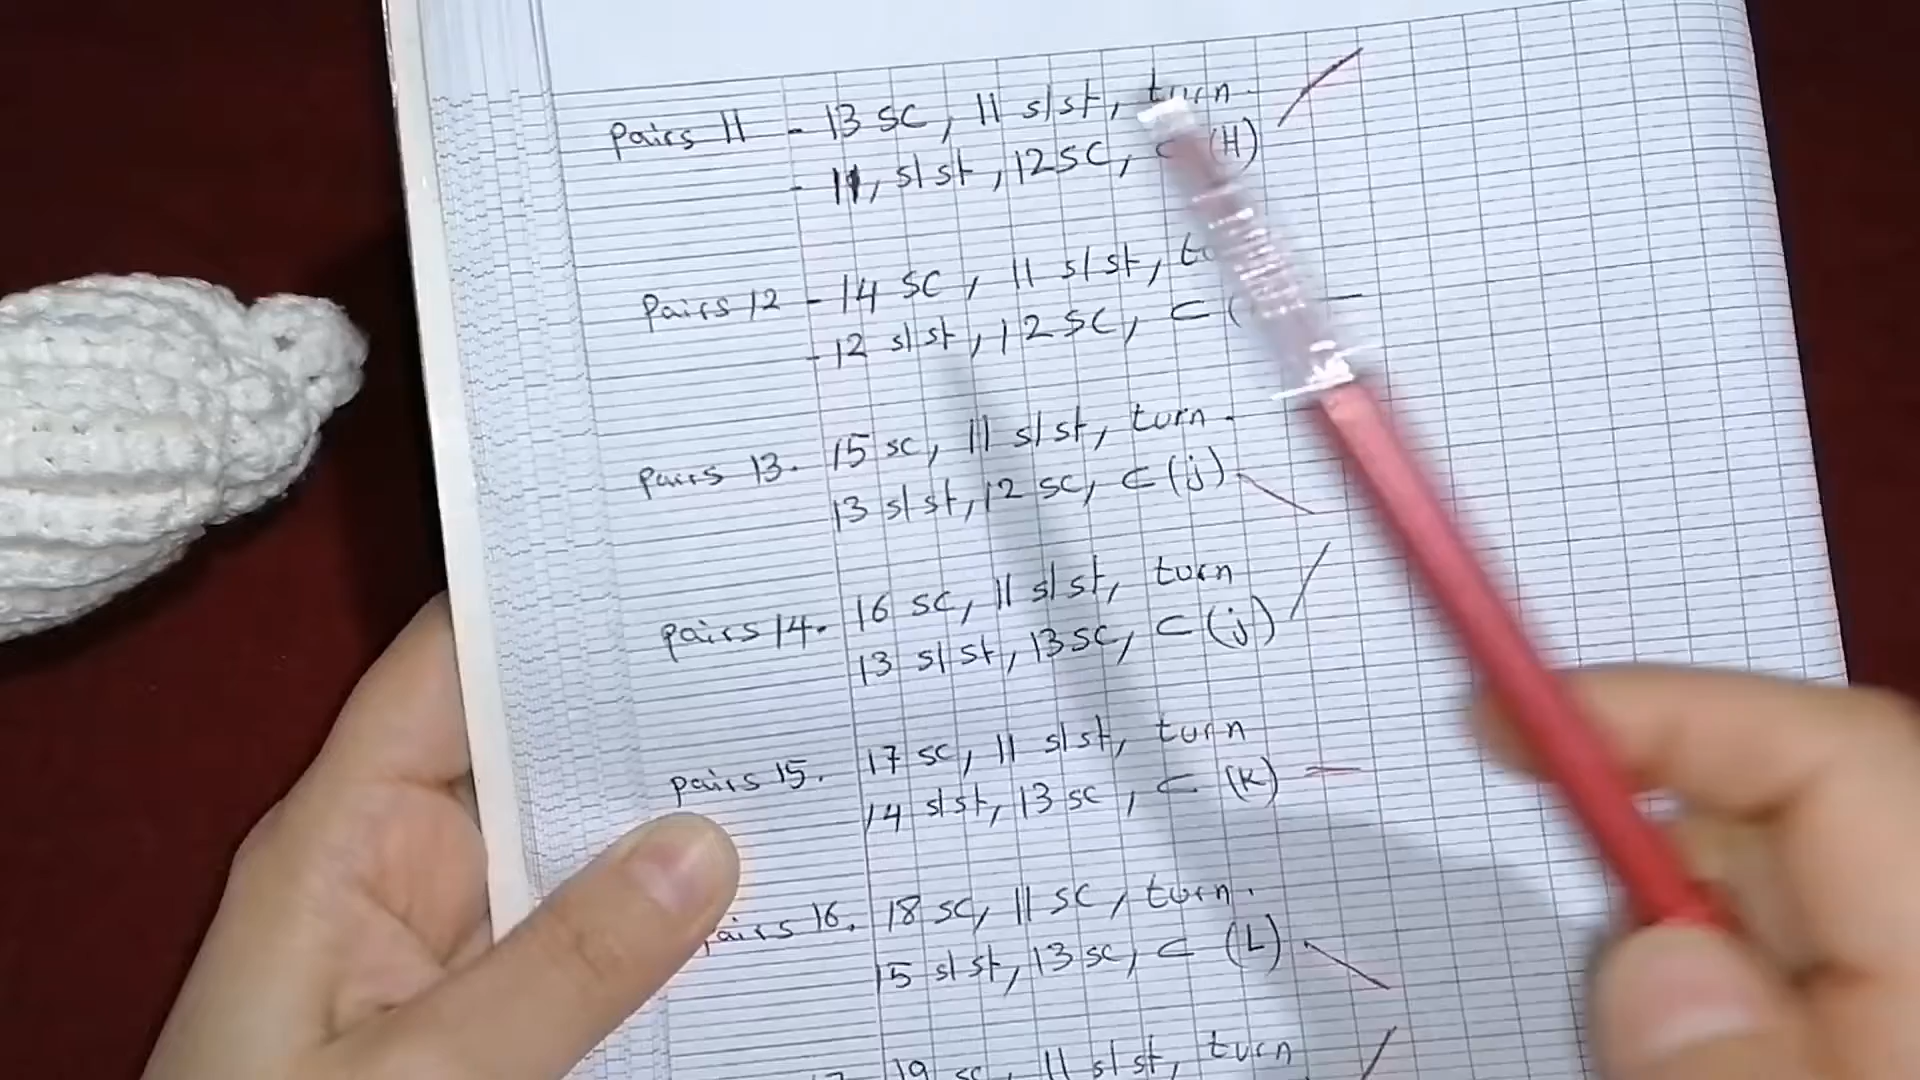 Pairs 11 - 13 sc, 11 slst, turn
- 11, slst, 12 sc, c (H)
Pairs 12 - 14 sc, 11 slst,
- 12 slst, 12 sc, c (
Pairs 13. 15 sc, 11 slst, turn.
13 slst, 12 sc, c (j)
pairs 14. 16 sc, 11 slst, turn
13 slst, 13 sc, c (j)
pairs 15. 17 sc, 11 slst, turn
14 slst, 13 sc, c (K)
pairs 16. 18 sc, 11 sc, turn.
15 slst, 13 sc, c (L)
19 sc, 11 slst, turn